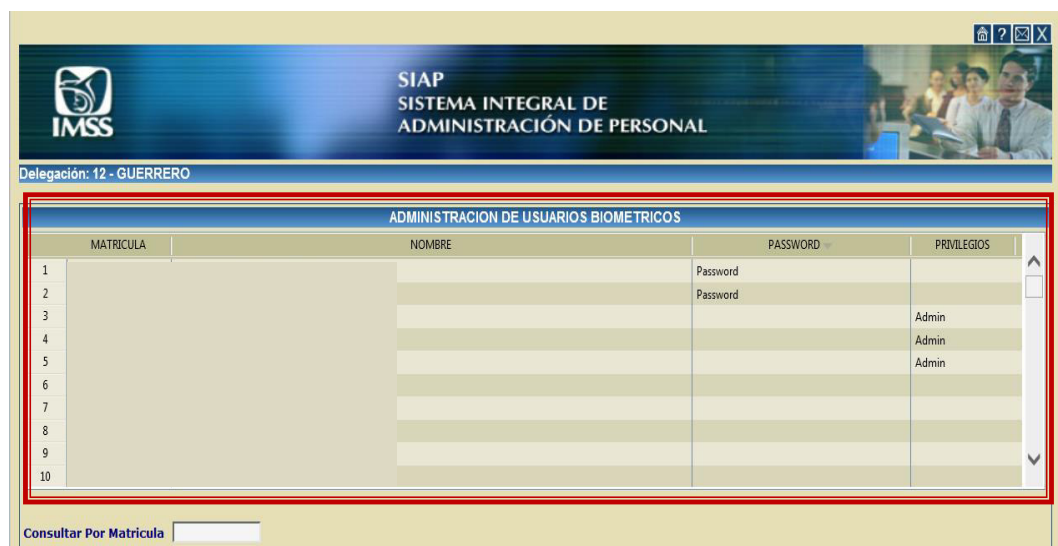 ? X
IMSS
SIAP
SISTEMA INTEGRAL DE
ADMINISTRACIÓN DE PERSONAL
Delegación: 12 - GUERRERO
ADMINISTRACION DE USUARIOS BIOMETRICOS
MATRICULA NOMBRE PASSWORD PRIVILEGIOS
1 Password
2 Password
3 Admin
4 Admin
5 Admin
6
7
8
9
10
Consultar Por Matricula